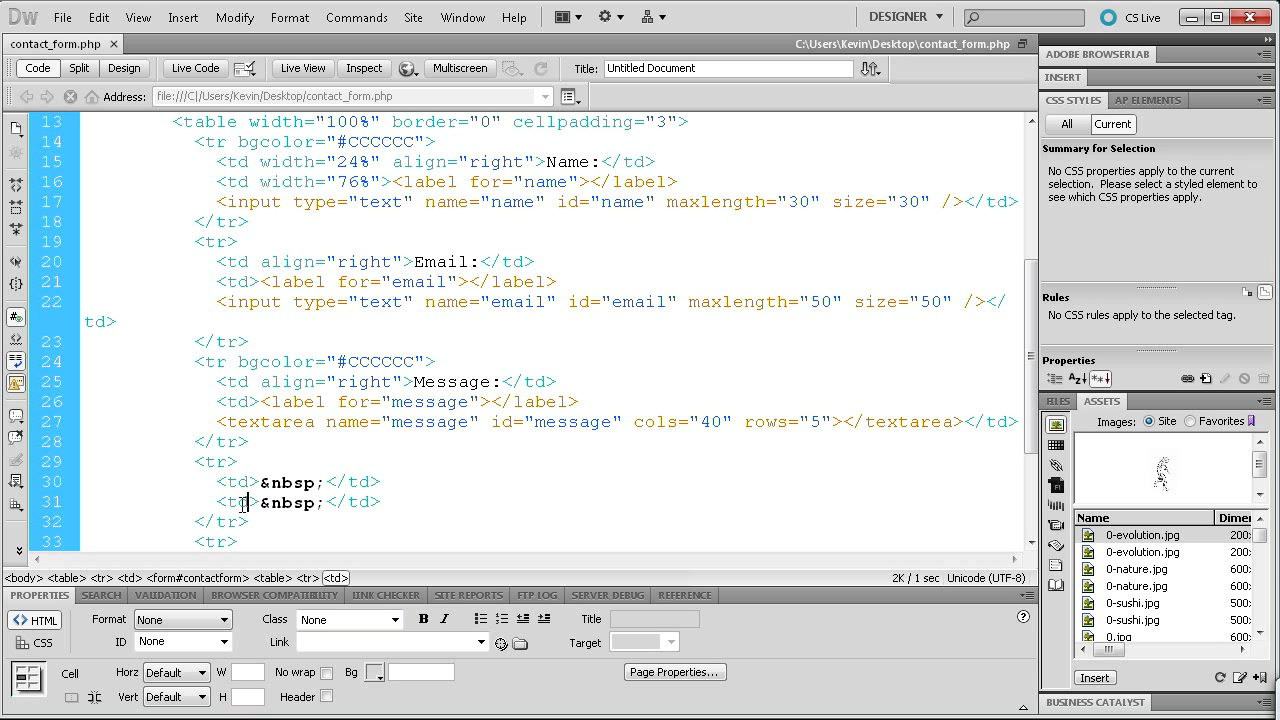 Dw File Edit View Insert Modify Format Commands Site Window Help DESIGNER CS Live
contact_form.php × C:\Users\Kevin\Desktop\contact_form.php
Code Split Design Live Code Live View Inspect Multiscreen Title: Untitled Document
Address: file:///C|/Users/Kevin/Desktop/contact_form.php
13 <table width="100%" border="0" cellpadding="3">
14 <tr bgcolor="#CCCCCC">
15 <td width="24%" align="right">Name:</td>
16 <td width="76%"><label for="name"></label>
17 <input type="text" name="name" id="name" maxlength="30" size="30" /></td>
18 </tr>
19 <tr>
20 <td align="right">Email:</td>
21 <td><label for="email"></label>
22 <input type="text" name="email" id="email" maxlength="50" size="50" /></
td>
23 </tr>
24 <tr bgcolor="#CCCCCC">
25 <td align="right">Message:</td>
26 <td><label for="message"></label>
27 <textarea name="message" id="message" cols="40" rows="5"></textarea></td>
28 </tr>
29 <tr>
30 <td>&nbsp;</td>
31 <td>&nbsp;</td>
32 </tr>
33 <tr>
<body> <table> <tr> <td> <form#contactform> <table> <tr> <td> 2K / 1 sec Unicode (UTF-8)
PROPERTIES SEARCH VALIDATION BROWSER COMPATIBILITY LINK CHECKER SITE REPORTS FTP LOG SERVER DEBUG REFERENCE
<> HTML Format None Class None B I Title
CSS ID None Link Target
Cell Horz Default W No wrap Bg Page Properties...
Vert Default H Header
ADOBE BROWSERLAB
INSERT
CSS STYLES AP ELEMENTS
All Current
Summary for Selection
No CSS properties apply to the current
selection. Please select a styled element to
see which CSS properties apply.
Rules
No CSS rules apply to the selected tag.
Properties
FILES ASSETS
Images: Site Favorites
Name Dimer
0-evolution.jpg 200:
0-evolution.jpg 200:
0-nature.jpg 600:
0-nature.jpg 600:
0-sushi.jpg 500:
0-sushi.jpg 500:
0.jpg 600:
Insert
BUSINESS CATALYST